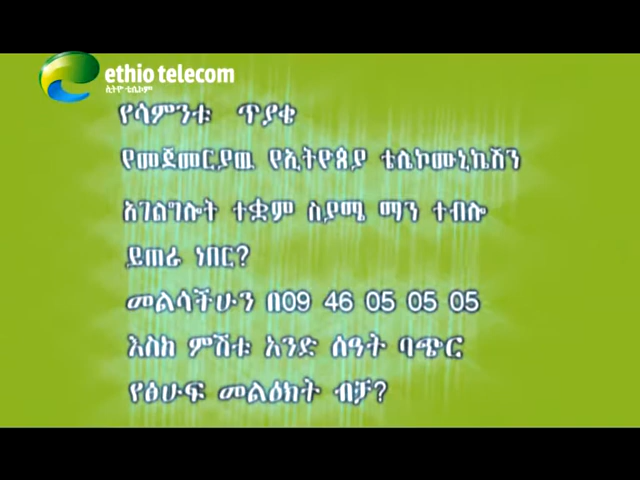 ethio telecom
ኢትዮ ቴሌኮም
የሳምንቱ ጥያቄ
የመጀመርያዉ የኢትዮጵያ ቴሌኮሙኒኬሽን
አገልግሎት ተቋም ስያሜ ማን ተብሎ
ይጠራ ነበር?
መልሳችሁን በ09 46 05 05 05
እስከ ምሽቱ አንድ ሰዓት ባጭር
የፅሁፍ መልዕክት ብቻ?